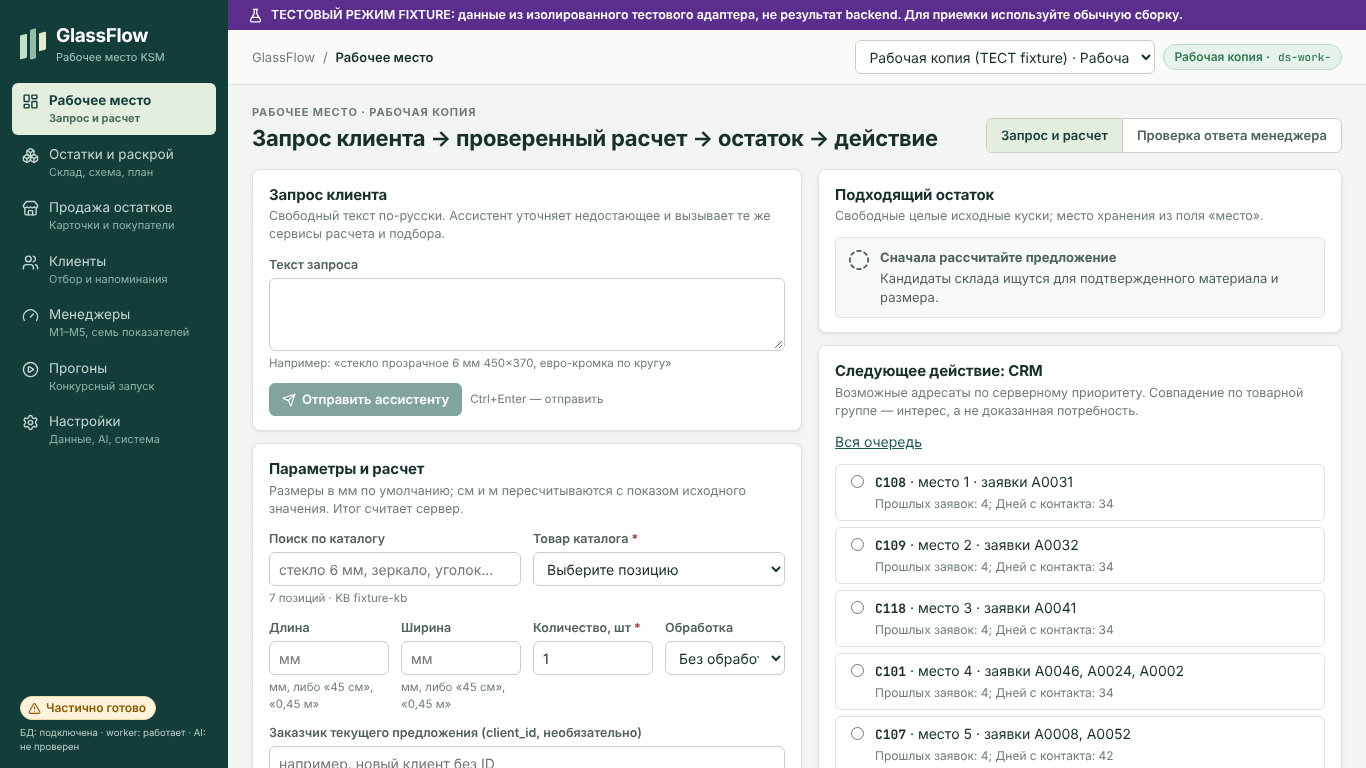 ТЕСТОВЫЙ РЕЖИМ FIXTURE: данные из изолированного тестового адаптера, не результат backend. Для приемки используйте обычную сборку.
GlassFlow
Рабочее место KSM
Рабочее место
Запрос и расчет
Остатки и раскрой
Склад, схема, план
Продажа остатков
Карточки и покупатели
Клиенты
Отбор и напоминания
Менеджеры
М1–М5, семь показателей
Прогоны
Конкурсный запуск
Настройки
Данные, AI, система
Частично готово
БД: подключена · worker: работает · AI:
не проверен
GlassFlow / Рабочее место
Рабочая копия (ТЕСТ fixture) · Рабоча
Рабочая копия · ds-work-
РАБОЧЕЕ МЕСТО · РАБОЧАЯ КОПИЯ
Запрос клиента → проверенный расчет → остаток → действие
Запрос и расчет
Проверка ответа менеджера
Запрос клиента
Свободный текст по-русски. Ассистент уточняет недостающее и вызывает те же
сервисы расчета и подбора.
Текст запроса
Например: «стекло прозрачное 6 мм 450×370, евро-кромка по кругу»
Отправить ассистенту
Ctrl+Enter — отправить
Параметры и расчет
Размеры в мм по умолчанию; см и м пересчитываются с показом исходного
значения. Итог считает сервер.
Поиск по каталогу
Товар каталога *
стекло 6 мм, зеркало, уголок...
Выберите позицию
7 позиций · KB fixture-kb
Длина
Ширина
Количество, шт *
Обработка
мм
мм
1
Без обработ
мм, либо «45 см»,
«0,45 м»
мм, либо «45 см»,
«0,45 м»
Заказчик текущего предложения (client_id, необязательно)
например, новый клиент без ID
Подходящий остаток
Свободные целые исходные куски; место хранения из поля «место».
Сначала рассчитайте предложение
Кандидаты склада ищутся для подтвержденного материала и
размера.
Следующее действие: CRM
Возможные адресаты по серверному приоритету. Совпадение по товарной
группе — интерес, а не доказанная потребность.
Вся очередь
C108 · место 1 · заявки A0031
Прошлых заявок: 4; Дней с контакта: 34
C109 · место 2 · заявки A0032
Прошлых заявок: 4; Дней с контакта: 34
C118 · место 3 · заявки A0041
Прошлых заявок: 4; Дней с контакта: 34
C101 · место 4 · заявки A0046, A0024, A0002
Прошлых заявок: 4; Дней с контакта: 34
C107 · место 5 · заявки A0008, A0052
Прошлых заявок: 4; Дней с контакта: 42